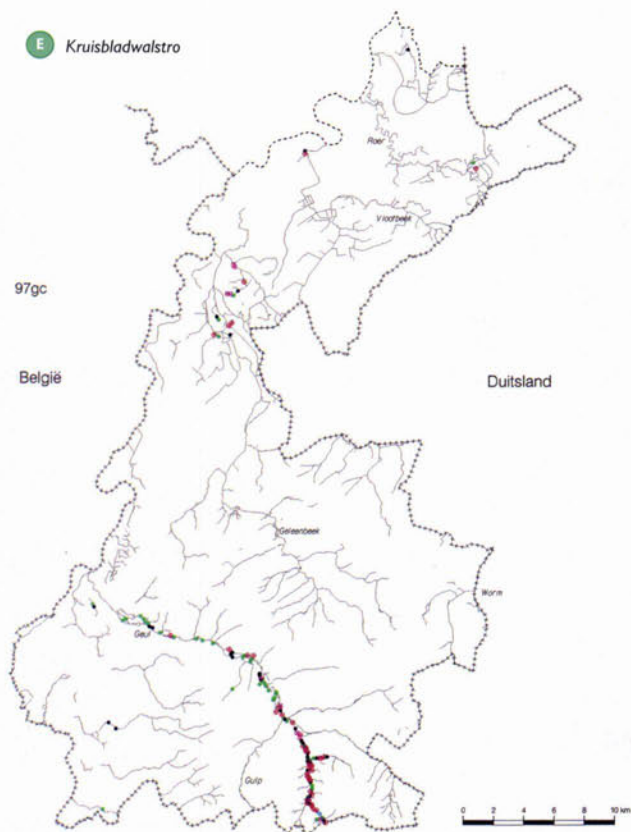 E Kruisbladwalstro
Roer
Vlootbeek
97gc
België
Duitsland
Geleenbeek
Worm
Geul
Gulp
0 2 4 6 8 10 km